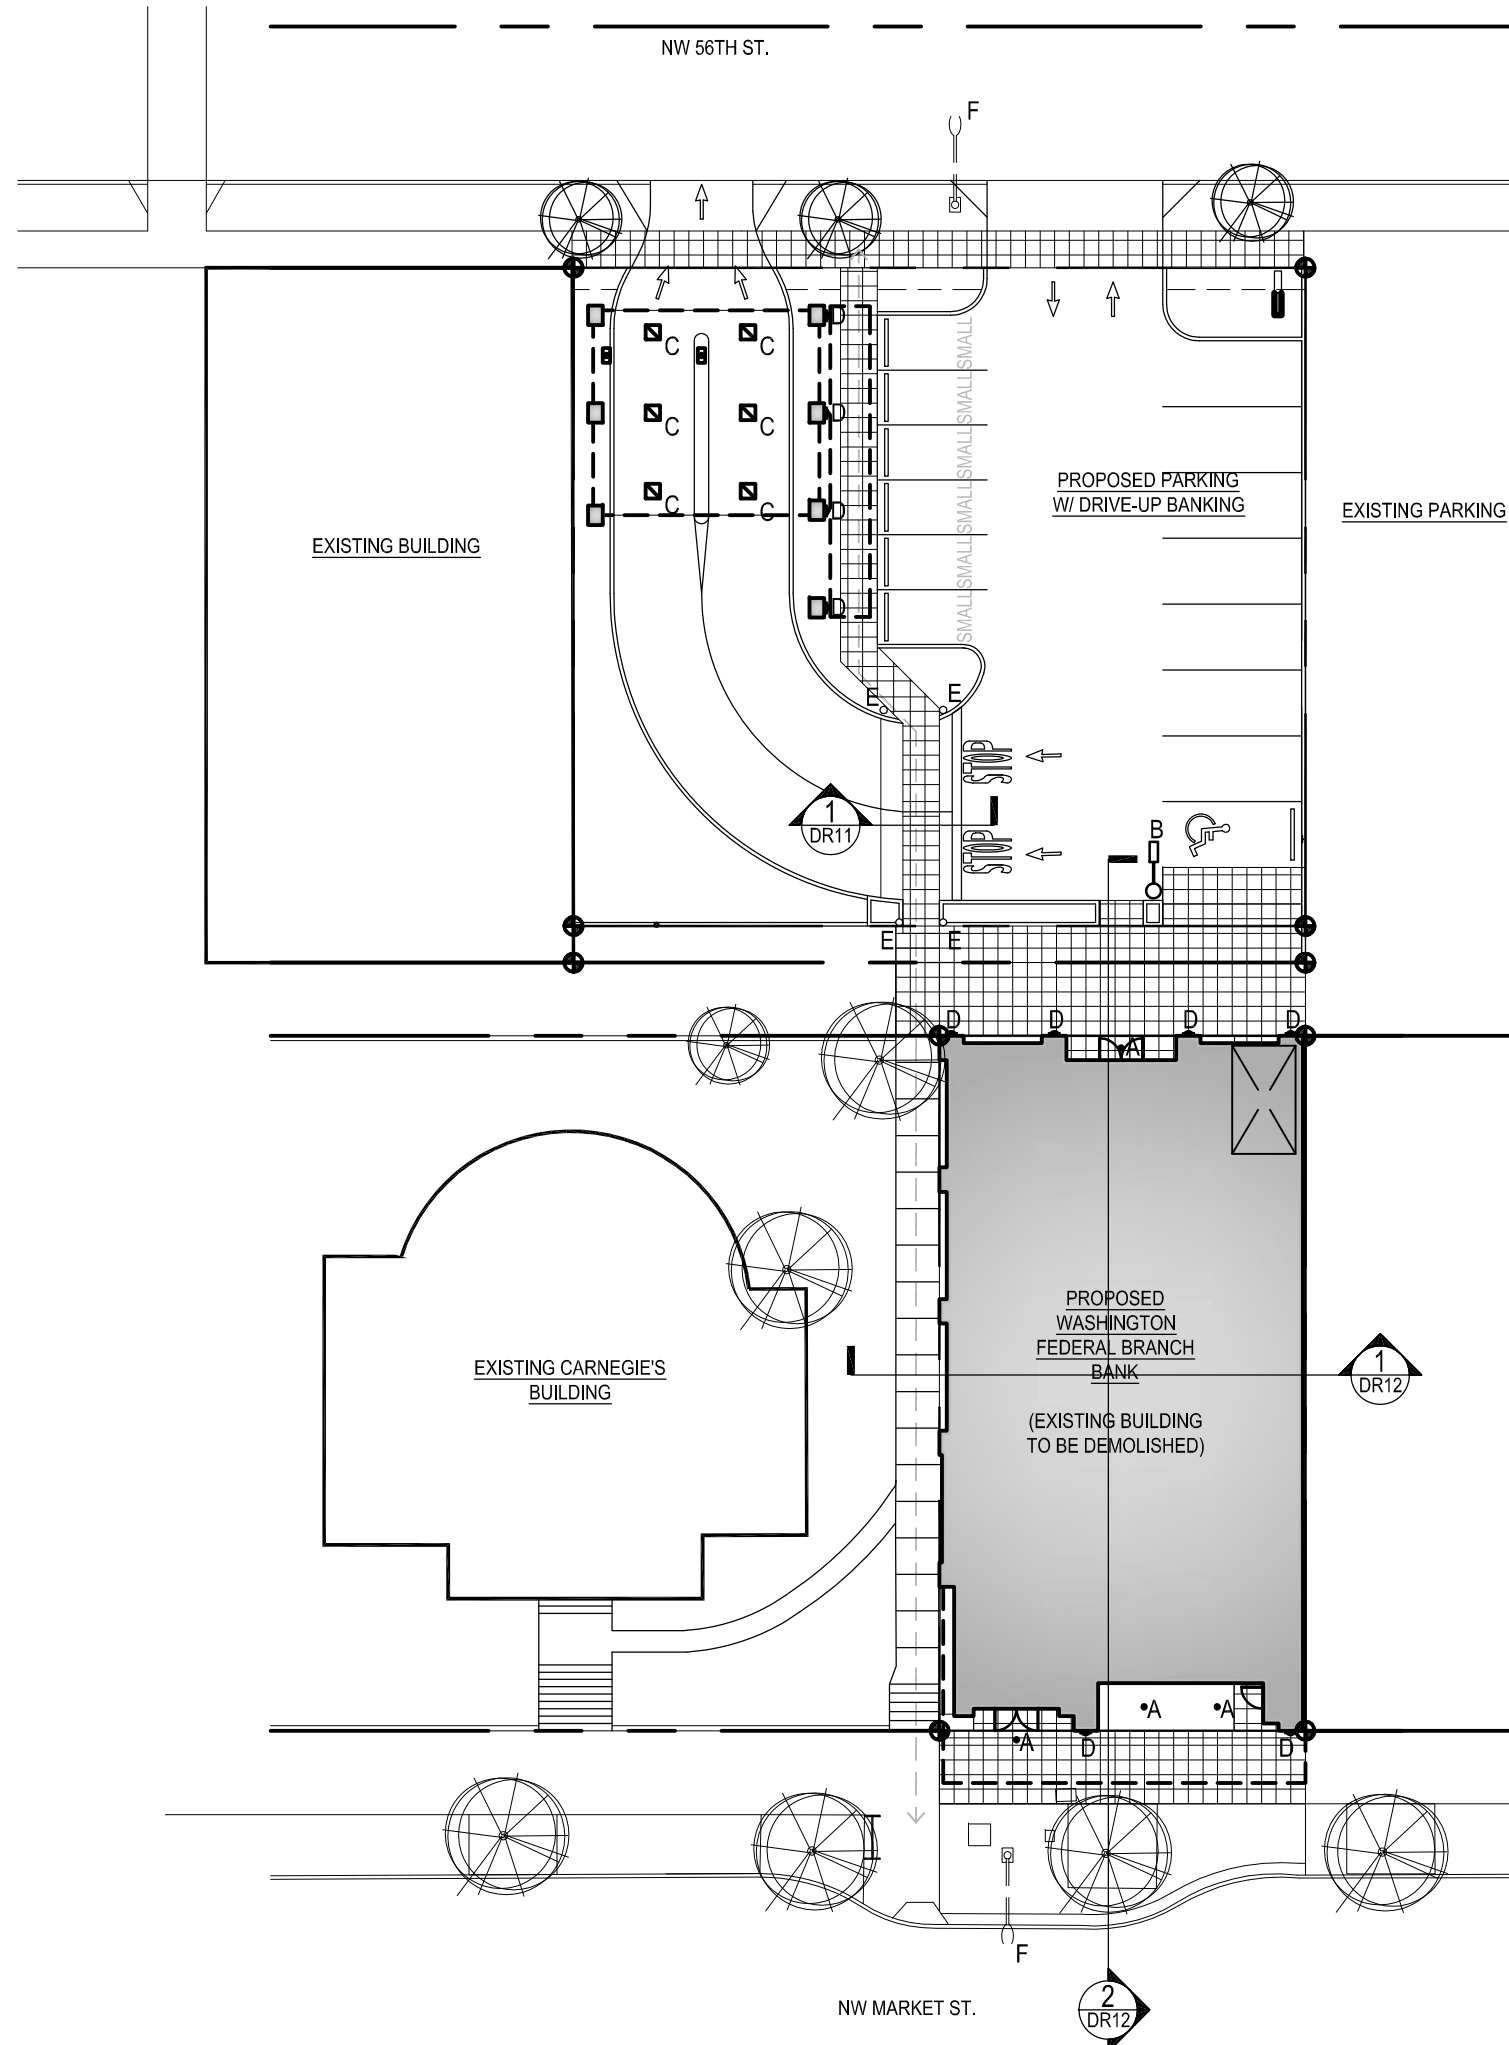 NW 56TH ST.
F
C
C
D
C
C
D
C
C
D
D
SMALLSMALLSMALLSMALLSMALLSMALL
PROPOSED PARKING
W/ DRIVE-UP BANKING
EXISTING PARKING
EXISTING BUILDING
E
E
STOP
1
DR11
STOP
B
E
E
D
D
D
D
A
PROPOSED
WASHINGTON
FEDERAL BRANCH
BANK
(EXISTING BUILDING
TO BE DEMOLISHED)
1
DR12
EXISTING CARNEGIE'S
BUILDING
A
A
A
D
D
F
NW MARKET ST.
2
DR12